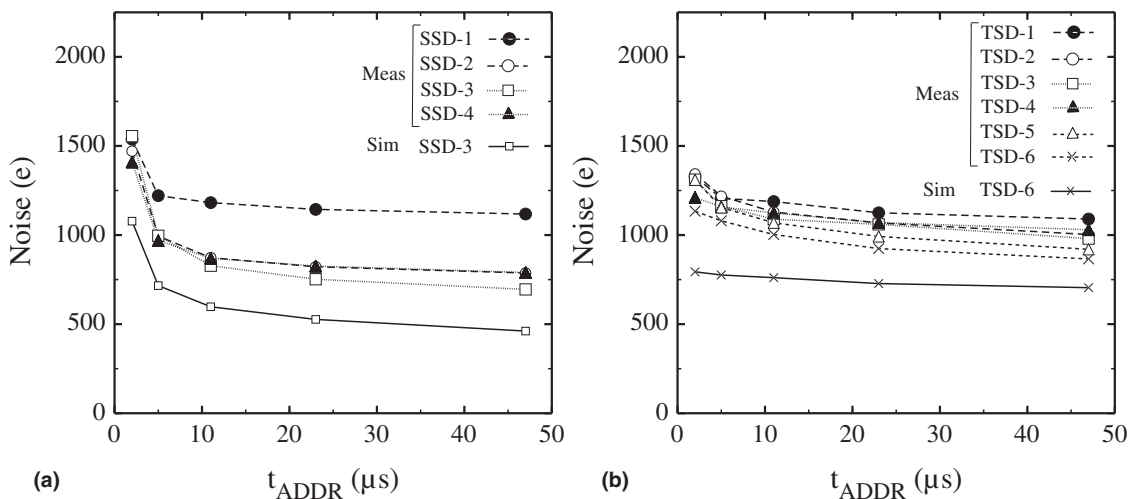 2250
2000
1500
1000
500
0
Noise (e)
Meas
SSD-1
SSD-2
SSD-3
SSD-4
Sim SSD-3
0 10 20 30 40 50
(a)
t_ADDR (μs)
2000
1500
1000
500
0
Noise (e)
Meas
TSD-1
TSD-2
TSD-3
TSD-4
TSD-5
TSD-6
Sim TSD-6
0 10 20 30 40 50
(b)
t_ADDR (μs)